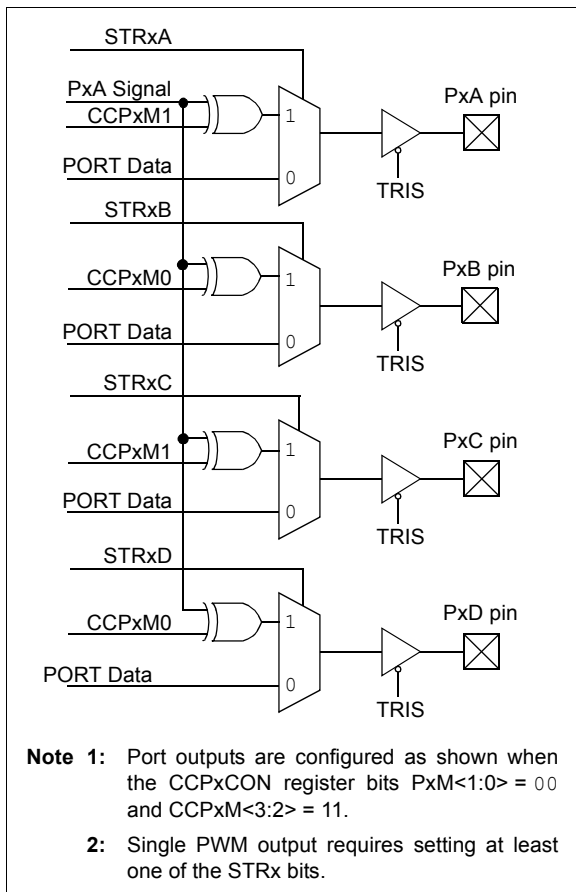 STRxA
PxA Signal
CCPxM1
1
PxA pin
PORT Data
0
TRIS
STRxB
CCPxM0
1
PxB pin
PORT Data
0
TRIS
STRxC
CCPxM1
1
PxC pin
PORT Data
0
TRIS
STRxD
CCPxM0
1
PxD pin
PORT Data
0
TRIS
Note 1: Port outputs are configured as shown when
the CCPxCON register bits PxM<1:0> = 00
and CCPxM<3:2> = 11.
2: Single PWM output requires setting at least
one of the STRx bits.